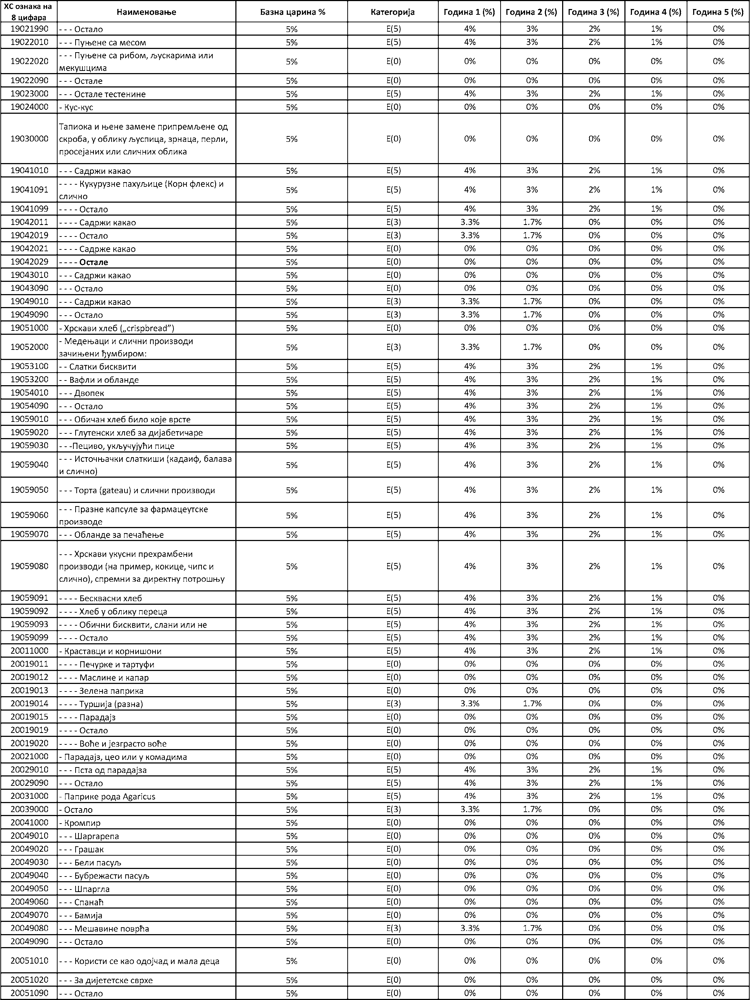 ХС ознака на 8 цифара Наименовање Базна царина % Категорија Година 1 (%) Година 2 (%) Година 3 (%) Година 4 (%) Година 5 (%)
19021990 - - - Остало 5% E(5) 4% 3% 2% 1% 0%
19022010 - - - Пуњене са месом 5% E(5) 4% 3% 2% 1% 0%
19022020 - - - Пуњене са рибом, љускарима или мекушцима 5% E(0) 0% 0% 0% 0% 0%
19022090 - - - Остале 5% E(0) 0% 0% 0% 0% 0%
19023000 - - - Остале тестенине 5% E(5) 4% 3% 2% 1% 0%
19024000 - Кус-кус 5% E(0) 0% 0% 0% 0% 0%
19030000 Тапиока и њене замене припремљене од скроба, у облику љуспица, зрнаца, перли, просејаних или сличних облика 5% E(0) 0% 0% 0% 0% 0%
19041010 - - - Садржи какао 5% E(5) 4% 3% 2% 1% 0%
19041091 - - - - Кукурузне пахуљице (Корн флекс) и слично 5% E(5) 4% 3% 2% 1% 0%
19041099 - - - - Остало 5% E(5) 4% 3% 2% 1% 0%
19042011 - - - - Садржи какао 5% E(3) 3.3% 1.7% 0% 0% 0%
19042019 - - - - Остало 5% E(3) 3.3% 1.7% 0% 0% 0%
19042021 - - - - Садрже какао 5% E(0) 0% 0% 0% 0% 0%
19042029 - - - - Остале 5% E(0) 0% 0% 0% 0% 0%
19043010 - - - Садржи какао 5% E(0) 0% 0% 0% 0% 0%
19043090 - - - Остало 5% E(0) 0% 0% 0% 0% 0%
19049010 - - - Садржи какао 5% E(3) 3.3% 1.7% 0% 0% 0%
19049090 - - - Остало 5% E(3) 3.3% 1.7% 0% 0% 0%
19051000 - Хрскави хлеб („crispbread”) 5% E(0) 0% 0% 0% 0% 0%
19052000 - Медењаци и слични производи зачињени ђумбиром: 5% E(3) 3.3% 1.7% 0% 0% 0%
19053100 - - Слатки бисквити 5% E(5) 4% 3% 2% 1% 0%
19053200 - - Вафли и обланде 5% E(5) 4% 3% 2% 1% 0%
19054010 - - - Двопек 5% E(5) 4% 3% 2% 1% 0%
19054090 - - - Остало 5% E(5) 4% 3% 2% 1% 0%
19059010 - - - Обичан хлеб било које врсте 5% E(5) 4% 3% 2% 1% 0%
19059020 - - - Глутенски хлеб за дијабетичаре 5% E(5) 4% 3% 2% 1% 0%
19059030 - - -Пециво, укључујући пице 5% E(5) 4% 3% 2% 1% 0%
19059040 - - - Источњачки слаткиши (кадаиф, балава и слично) 5% E(5) 4% 3% 2% 1% 0%
19059050 - - - Торта (gateau) и слични производи 5% E(5) 4% 3% 2% 1% 0%
19059060 - - - Празне капсуле за фармацеутске производе 5% E(5) 4% 3% 2% 1% 0%
19059070 - - - Обланде за печаћење 5% E(5) 4% 3% 2% 1% 0%
19059080 - - - Хрскави укусни прехрамбени производи (на пример, кокице, чипс и слично), спремни за директну потрошњу 5% E(5) 4% 3% 2% 1% 0%
19059091 - - - - Бесквасни хлеб 5% E(5) 4% 3% 2% 1% 0%
19059092 - - - - Хлеб у облику переца 5% E(5) 4% 3% 2% 1% 0%
19059093 - - - - Обични бисквити, слани или не 5% E(5) 4% 3% 2% 1% 0%
19059099 - - - - Остало 5% E(5) 4% 3% 2% 1% 0%
20011000 - Краставци и корнишони 5% E(5) 4% 3% 2% 1% 0%
20019011 - - - - Печурке и тартуфи 5% E(0) 0% 0% 0% 0% 0%
20019012 - - - - Маслине и капар 5% E(0) 0% 0% 0% 0% 0%
20019013 - - - - Зелена паприка 5% E(0) 0% 0% 0% 0% 0%
20019014 - - - - Туршија (разна) 5% E(3) 3.3% 1.7% 0% 0% 0%
20019015 - - - - Парадајз 5% E(0) 0% 0% 0% 0% 0%
20019019 - - - - Остало 5% E(0) 0% 0% 0% 0% 0%
20019020 - - - - Воће и језграсто воће 5% E(0) 0% 0% 0% 0% 0%
20021000 - Парадајз, цео или у комадима 5% E(0) 0% 0% 0% 0% 0%
20029010 - - - Пста од парадајза 5% E(5) 4% 3% 2% 1% 0%
20029090 - - - Остало 5% E(5) 4% 3% 2% 1% 0%
20031000 - Паприке рода Agaricus 5% E(5) 4% 3% 2% 1% 0%
20039000 - Остало 5% E(3) 3.3% 1.7% 0% 0% 0%
20041000 - Кромпир 5% E(0) 0% 0% 0% 0% 0%
20049010 - - - Шаргарепа 5% E(0) 0% 0% 0% 0% 0%
20049020 - - - Грашак 5% E(0) 0% 0% 0% 0% 0%
20049030 - - - Бели пасуљ 5% E(0) 0% 0% 0% 0% 0%
20049040 - - - Бубрежасти пасуљ 5% E(0) 0% 0% 0% 0% 0%
20049050 - - - Шпаргла 5% E(0) 0% 0% 0% 0% 0%
20049060 - - - Спанаћ 5% E(0) 0% 0% 0% 0% 0%
20049070 - - - Бамија 5% E(0) 0% 0% 0% 0% 0%
20049080 - - - Мешавине поврћа 5% E(3) 3.3% 1.7% 0% 0% 0%
20049090 - - - Остало 5% E(0) 0% 0% 0% 0% 0%
20051010 - - - Користи се као одојчад и мала деца 5% E(0) 0% 0% 0% 0% 0%
20051020 - - - За дијететске сврхе 5% E(0) 0% 0% 0% 0% 0%
20051090 - - - Остало 5% E(0) 0% 0% 0% 0% 0%